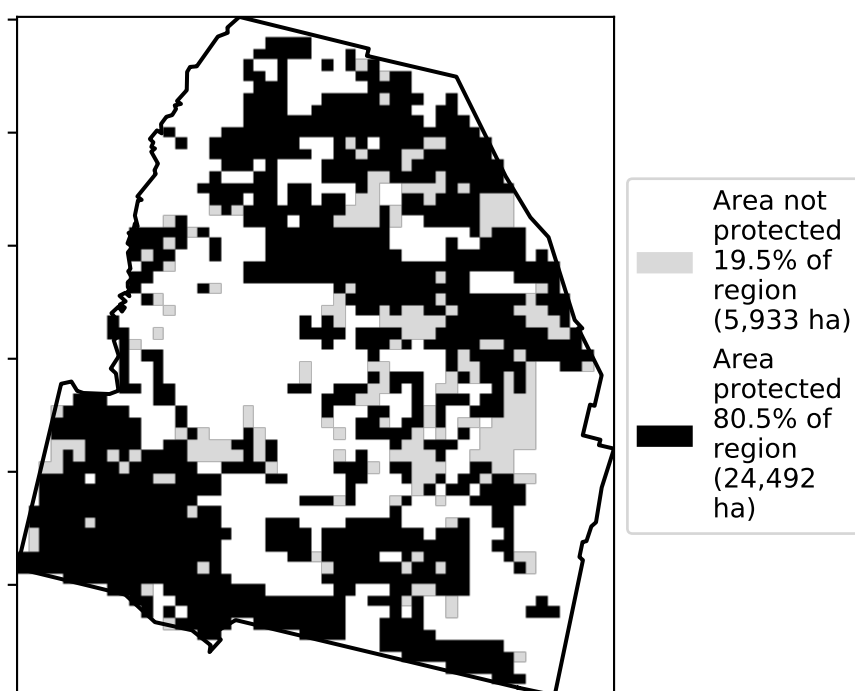 Area not
protected
19.5% of
region
(5,933 ha)
Area
protected
80.5% of
region
(24,492
ha)